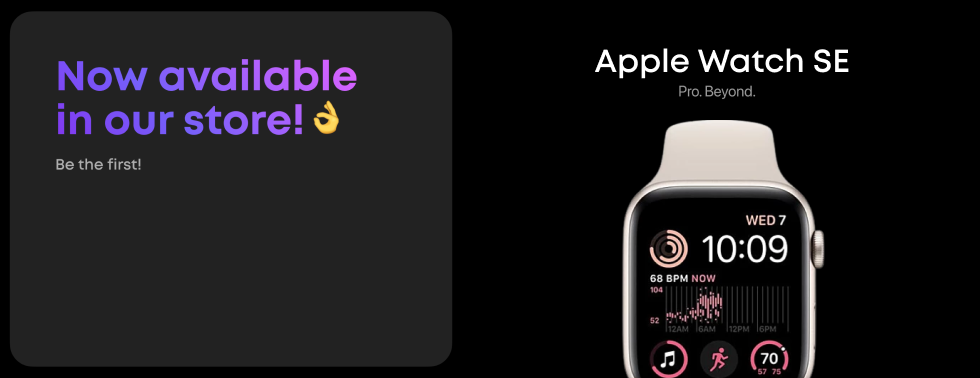 Now available
in our store!👌
Be the first!
Apple Watch SE
Pro. Beyond.
WED 7
10:09
68 BPM NOW
104
52
12AM 6AM 12PM 6PM
70
57 75